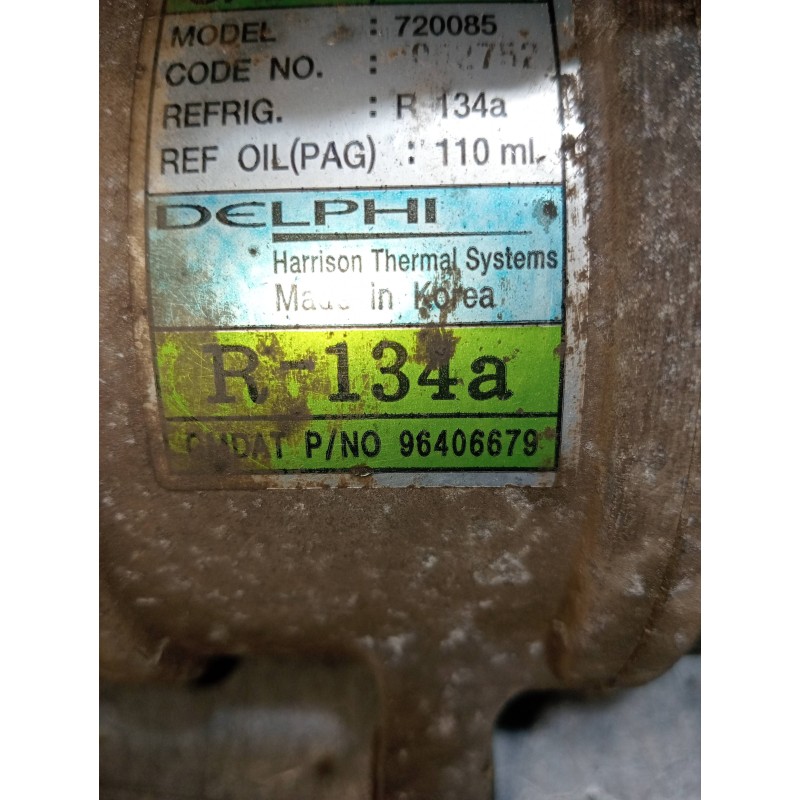 MODEL : 720085
CODE NO. :
REFRIG. : R 134a
REF OIL(PAG) : 110 ml.
DELPHI
Harrison Thermal Systems
Made in Korea
R-134a
GMDAT P/NO 96406679